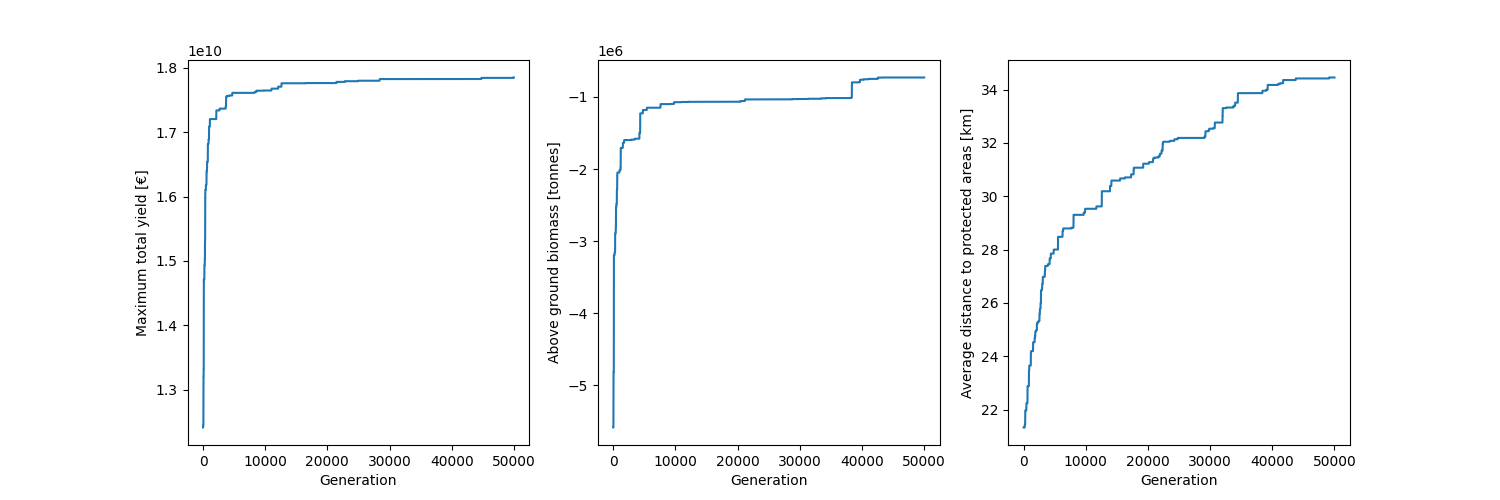 1e10
1.8
1.7
1.6
1.5
1.4
1.3
Maximum total yield [€]
0 10000 20000 30000 40000 50000
Generation
1e6
−1
−2
−3
−4
−5
Above ground biomass [tonnes]
0 10000 20000 30000 40000 50000
Generation
34
32
30
28
26
24
22
Average distance to protected areas [km]
0 10000 20000 30000 40000 50000
Generation